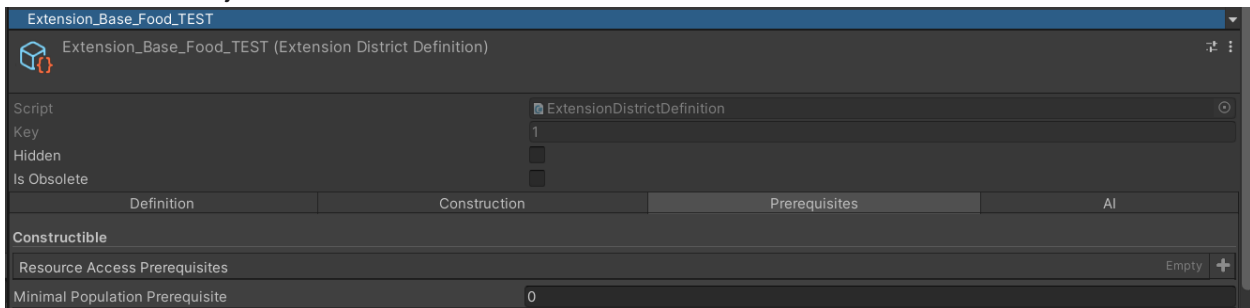 Extension_Base_Food_TEST
Extension_Base_Food_TEST (Extension District Definition)
Script ExtensionDistrictDefinition
Key 1
Hidden
Is Obsolete
Definition Construction Prerequisites AI
Constructible
Resource Access Prerequisites Empty +
Minimal Population Prerequisite 0